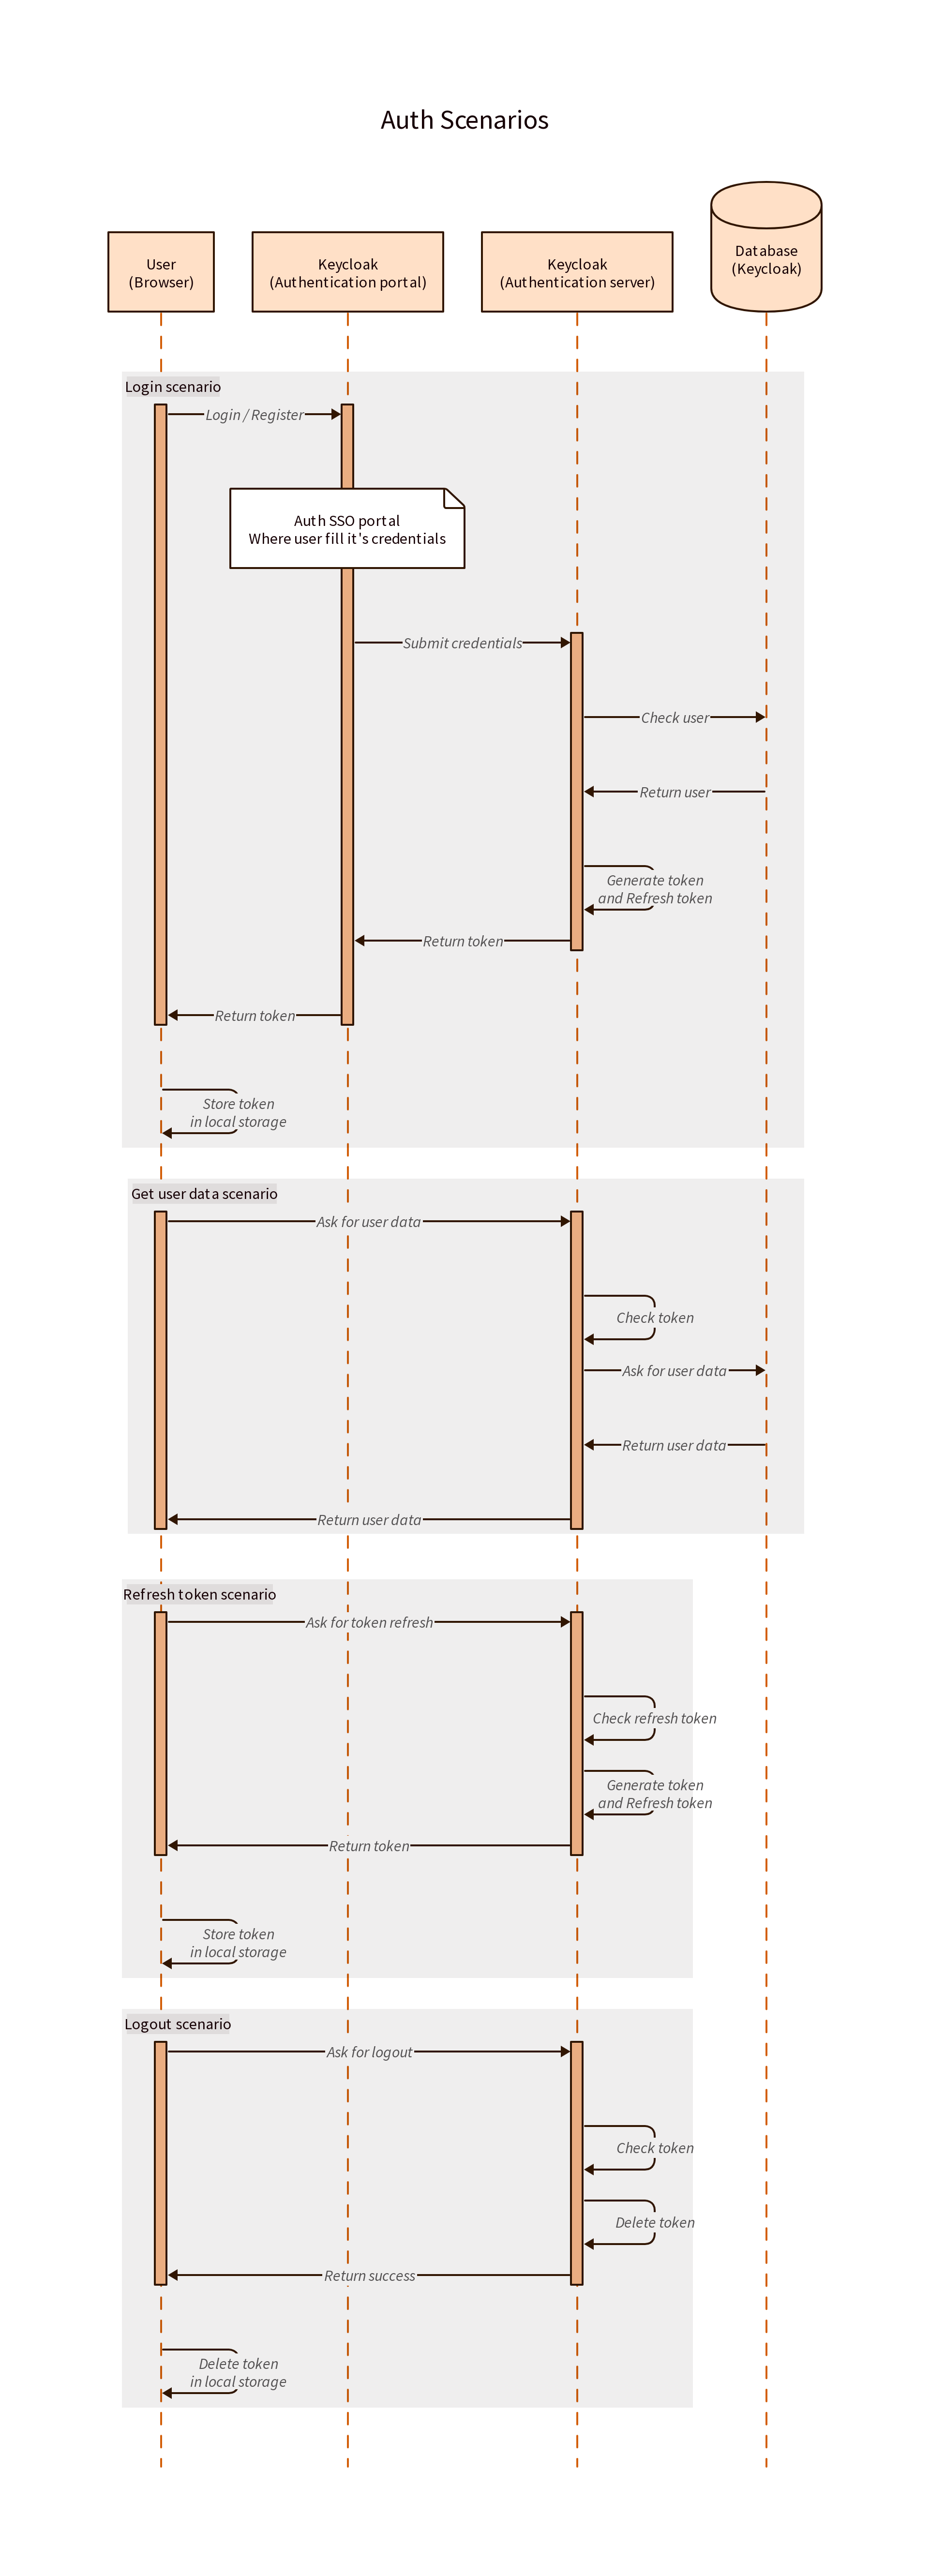 Auth Scenarios
User
(Browser)
Keycloak
(Authentication portal)
Keycloak
(Authentication server)
Database
(Keycloak)
Login scenario
Login / Register
Auth SSO portal
Where user fill it's credentials
Submit credentials
Check user
Return user
Generate token
and Refresh token
Return token
Return token
Store token
in local storage
Get user data scenario
Ask for user data
Check token
Ask for user data
Return user data
Return user data
Refresh token scenario
Ask for token refresh
Check refresh token
Generate token
and Refresh token
Return token
Store token
in local storage
Logout scenario
Ask for logout
Check token
Delete token
Return success
Delete token
in local storage